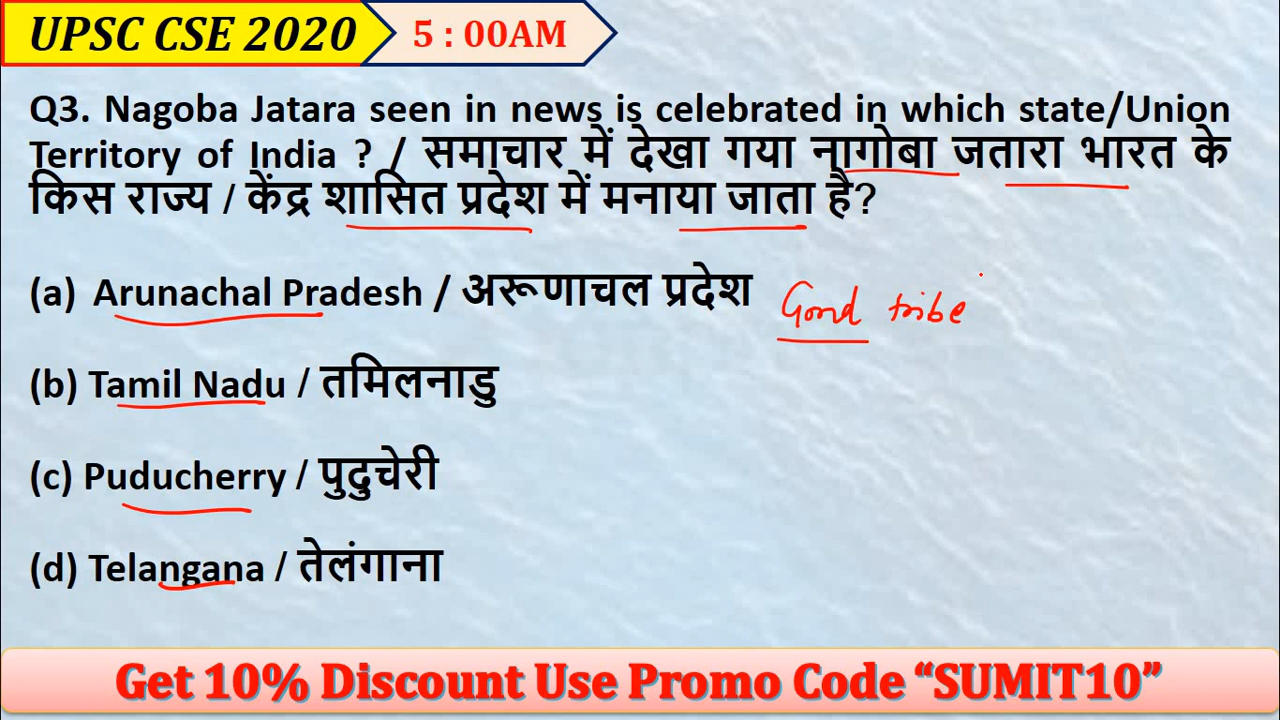 UPSC CSE 2020
5 : 00AM
Q3. Nagoba Jatara seen in news is celebrated in which state/Union
Territory of India ? / समाचार में देखा गया नागोबा जतारा भारत के
किस राज्य / केंद्र शासित प्रदेश में मनाया जाता है?
(a) Arunachal Pradesh / अरूणाचल प्रदेश
Gond tribe
(b) Tamil Nadu / तमिलनाडु
(c) Puducherry / पुदुचेरी
(d) Telangana / तेलंगाना
Get 10% Discount Use Promo Code “SUMIT10”